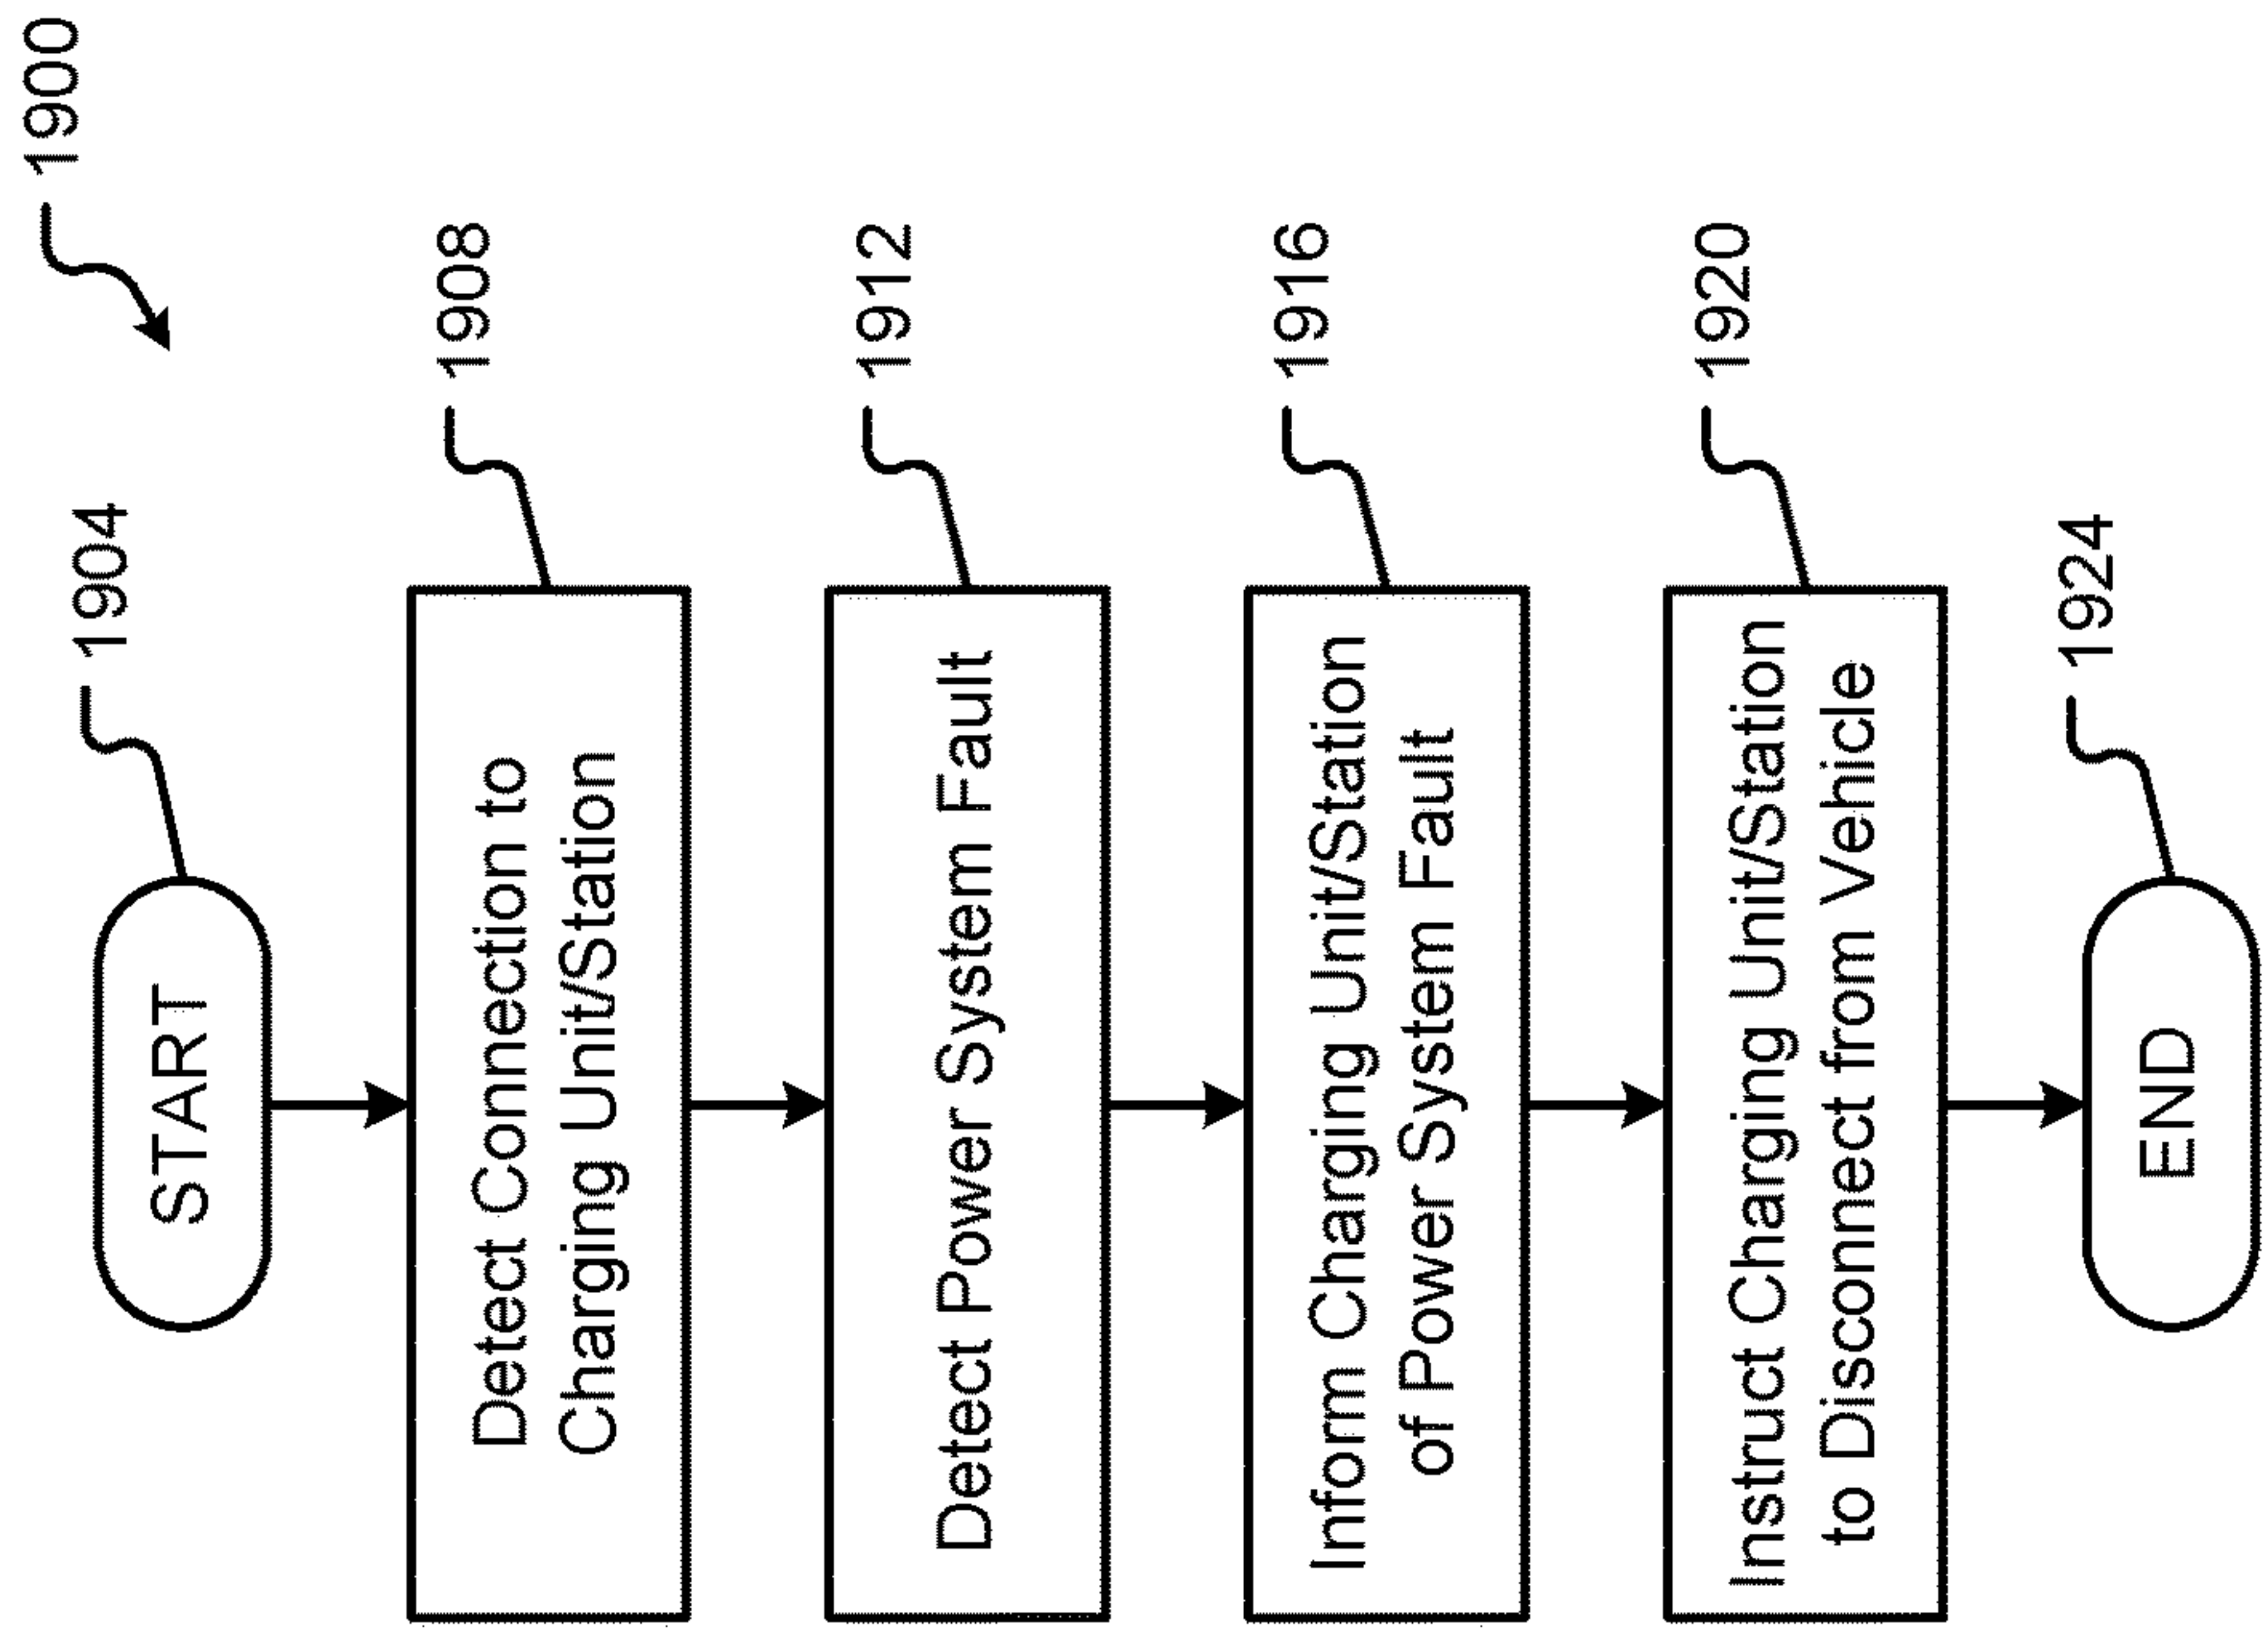 1900
START
1904
Detect Connection to
Charging Unit/Station
1908
Detect Power System Fault
1912
Inform Charging Unit/Station
of Power System Fault
1916
Instruct Charging Unit/Station
to Disconnect from Vehicle
1920
END
1924